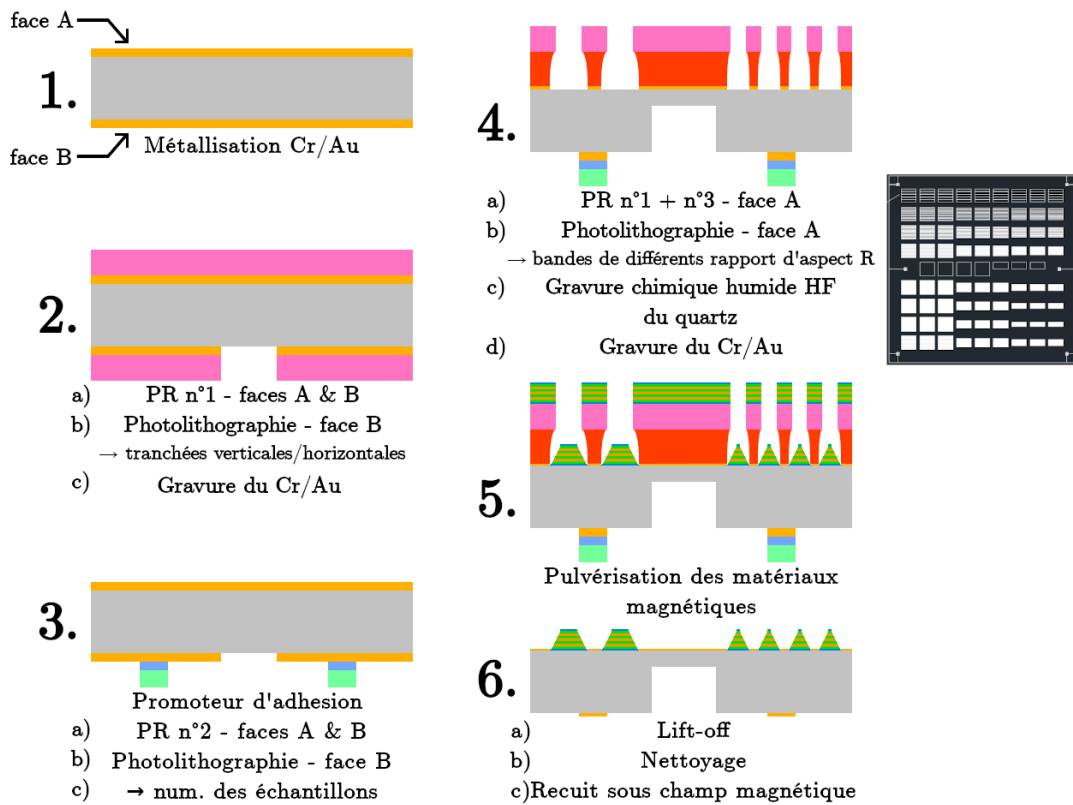 face A
1.
face B
Métallisation Cr/Au
2.
a) PR n°1 - faces A & B
b) Photolithographie - face B
→ tranchées verticales/horizontales
c) Gravure du Cr/Au
3.
Promoteur d'adhesion
a) PR n°2 - faces A & B
b) Photolithographie - face B
c) → num. des échantillons
4.
a) PR n°1 + n°3 - face A
b) Photolithographie - face A
→ bandes de différents rapport d'aspect R
c) Gravure chimique humide HF
du quartz
d) Gravure du Cr/Au
5.
Pulvérisation des matériaux
magnétiques
6.
a) Lift-off
b) Nettoyage
c) Recuit sous champ magnétique